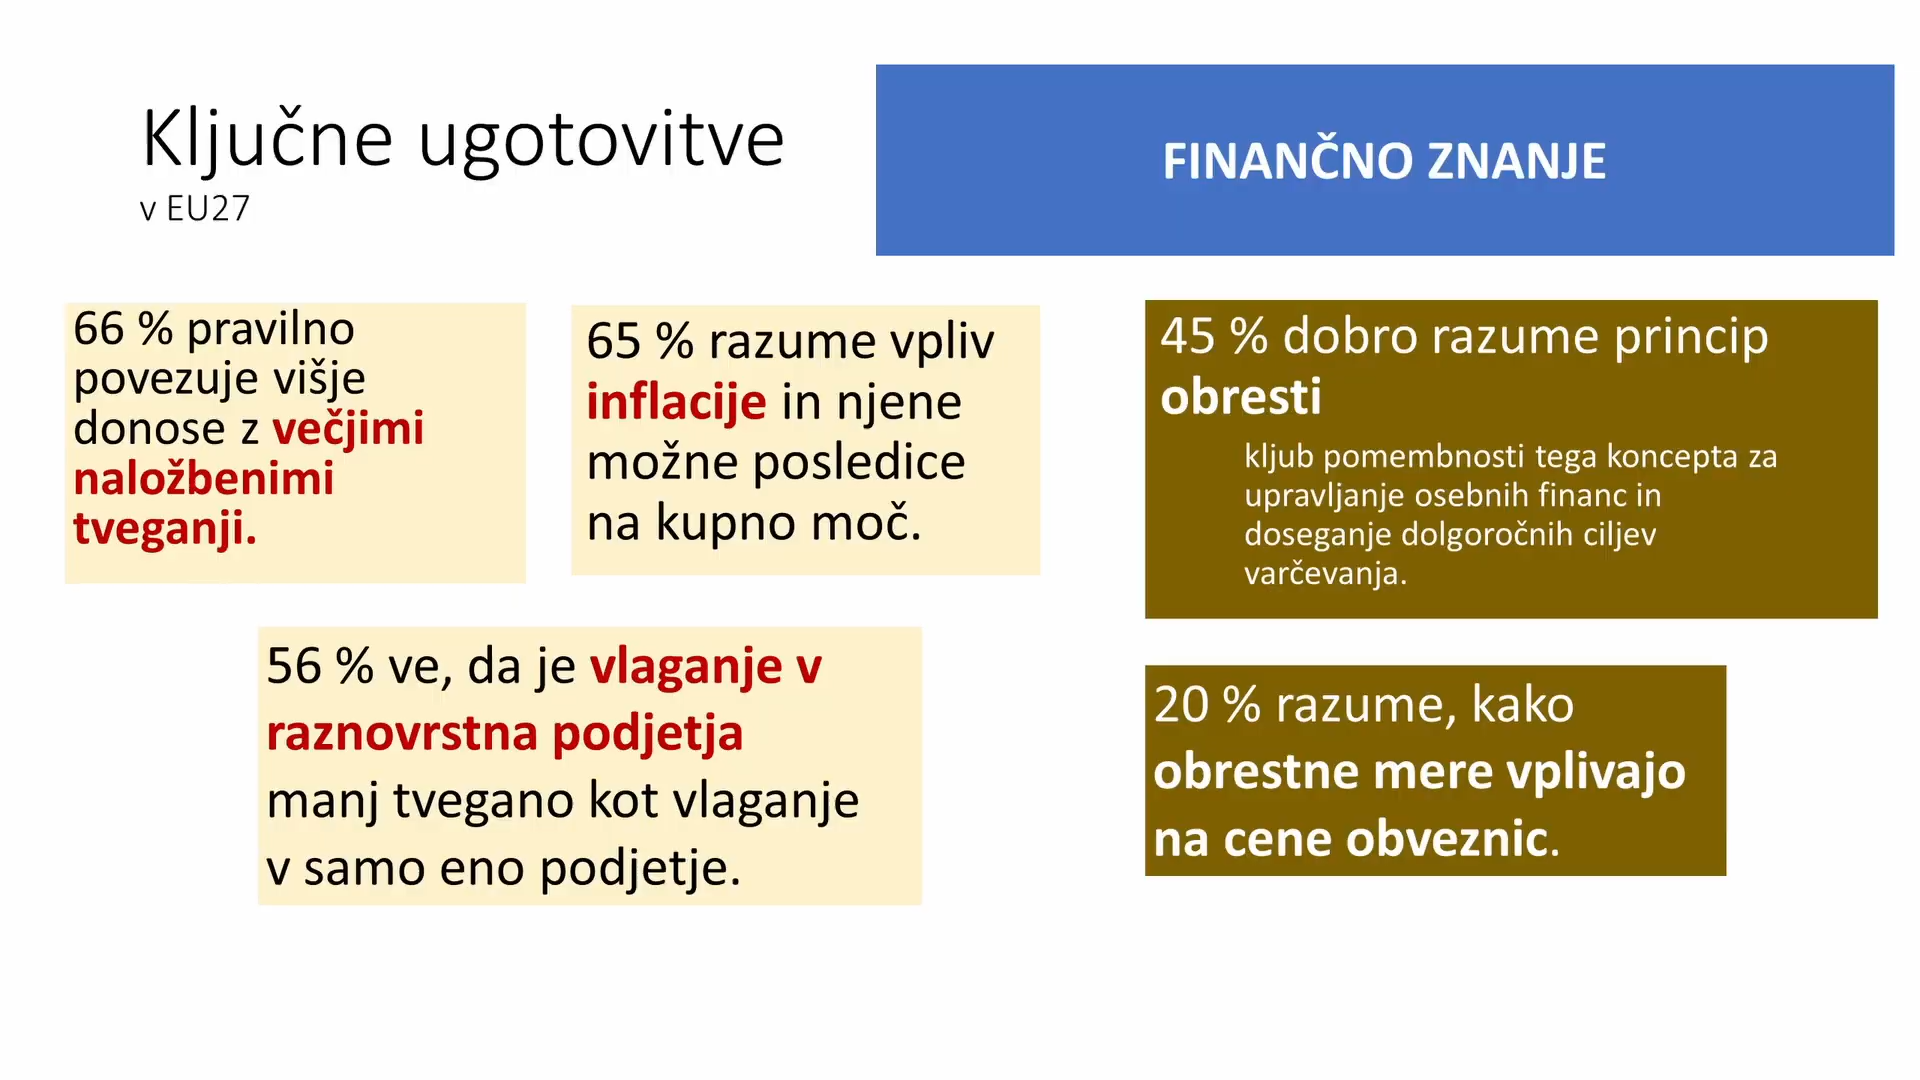 Ključne ugotovitve
v EU27
FINANČNO ZNANJE
66 % pravilno
povezuje višje
donose z večjimi
naložbenimi
tveganji.
65 % razume vpliv
inflacije in njene
možne posledice
na kupno moč.
45 % dobro razume princip
obresti
kljub pomembnosti tega koncepta za
upravljanje osebnih financ in
doseganje dolgoročnih ciljev
varčevanja.
56 % ve, da je vlaganje v
raznovrstna podjetja
manj tvegano kot vlaganje
v samo eno podjetje.
20 % razume, kako
obrestne mere vplivajo
na cene obveznic.